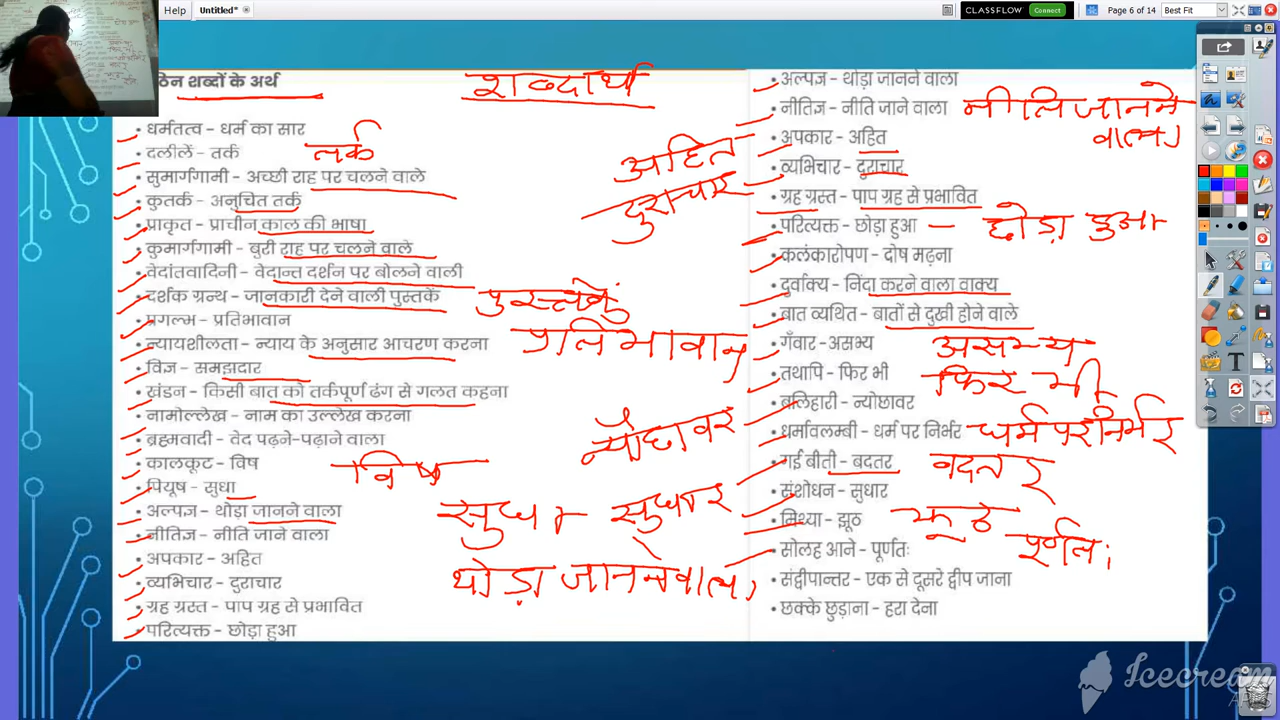 Help
Untitled*
CLASSFLOW
Connect
Page 6 of 14
Best Fit
ठिन शब्दों के अर्थ
शब्दार्थ
• धर्मतत्व - धर्म का सार
• दलीलें - तर्क
तर्क
• सुमार्गगामी - अच्छी राह पर चलने वाले
• कुतर्क - अनुचित तर्क
• प्राकृत - प्राचीन काल की भाषा
• कुमार्गगामी - बुरी राह पर चलने वाले
• वेदांतवादिनी - वेदान्त दर्शन पर बोलने वाली
• दर्शक ग्रन्थ - जानकारी देने वाली पुस्तकें
पुस्तकें
• प्रगल्भ - प्रतिभावान
प्रतिभावान
• न्यायशीलता - न्याय के अनुसार आचरण करना
• विज्ञ - समझदार
• खंडन - किसी बात को तर्कपूर्ण ढंग से गलत कहना
• नामोल्लेख - नाम का उल्लेख करना
• ब्रह्मवादी - वेद पढ़ने-पढ़ाने वाला
• कालकूट - विष
विष
• पियूष - सुधा
सुधा
• अल्पज्ञ - थोड़ा जानने वाला
थोड़ा जाननेवाला
• नीतिज्ञ - नीति जाने वाला
• अपकार - अहित
• व्यभिचार - दुराचार
• ग्रह ग्रस्त - पाप ग्रह से प्रभावित
• परित्यक्त - छोड़ा हुआ
• अल्पज्ञ - थोड़ा जानने वाला
• नीतिज्ञ - नीति जाने वाला
नीति जानने
वाला
• अपकार - अहित
अहित
• व्यभिचार - दुराचार
दुराचार
• ग्रह ग्रस्त - पाप ग्रह से प्रभावित
• परित्यक्त - छोड़ा हुआ
– छोड़ा हुआ
• कलंकारोपण - दोष मढ़ना
• दुर्वाक्य - निंदा करने वाला वाक्य
• बात व्यथित - बातों से दुखी होने वाले
• गँवार -असभ्य
असभ्य
• तथापि - फिर भी
फिर भी
• बलिहारी - न्योछावर
न्यौछावर
• धर्मावलम्बी - धर्म पर निर्भर
धर्म पर निर्भर
• गई बीती - बदतर
बदतर
• संशोधन - सुधार
सुधार
• मिथ्या - झूठ
झूठ
• सोलह आने - पूर्णतः
पूर्णतः
• संद्वीपान्तर - एक से दूसरे द्वीप जाना
• छक्के छुड़ाना - हरा देना
Icecream
APPS